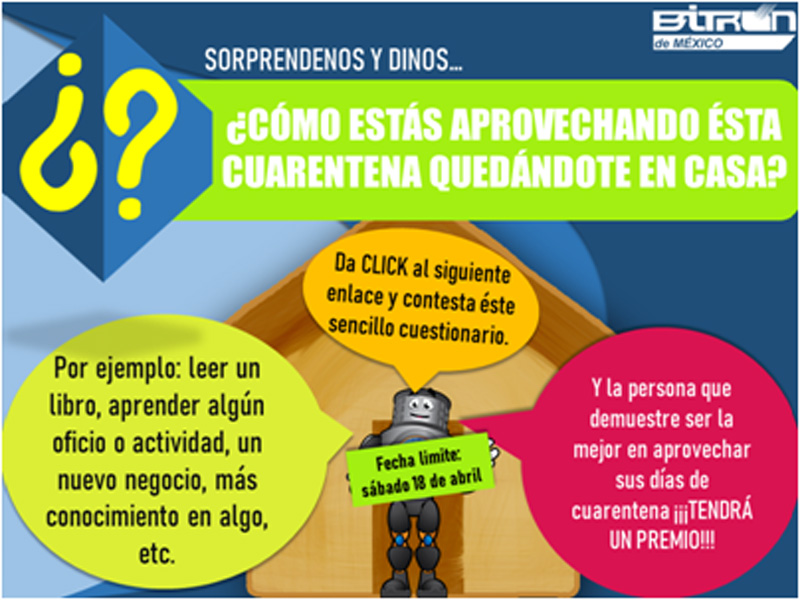 BITRÓN
de MÉXICO
SORPRENDENOS Y DINOS...
¿?
¿CÓMO ESTÁS APROVECHANDO ÉSTA
CUARENTENA QUEDÁNDOTE EN CASA?
Da CLICK al siguiente
enlace y contesta éste
sencillo cuestionario.
Por ejemplo: leer un
libro, aprender algún
oficio o actividad, un
nuevo negocio, más
conocimiento en algo,
etc.
Fecha limite:
sábado 18 de abril
Y la persona que
demuestre ser la
mejor en aprovechar
sus días de
cuarentena ¡¡¡TENDRÁ
UN PREMIO!!!